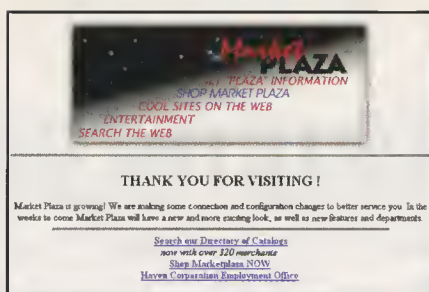 Market
PLAZA
"PLAZA" INFORMATION
SHOP MARKET PLAZA
COOL SITES ON THE WEB
ENTERTAINMENT
SEARCH THE WEB
THANK YOU FOR VISITING !
Market Plaza is growing! We are making some connection and configuration changes to better service you. In the
weeks to come Market Plaza will have a new and more exciting look, as well as new features and departments.
Search our Directory of Catalogs
now with over 320 merchants
Shop Marketplaza NOW
Haven Corporation Employment Office